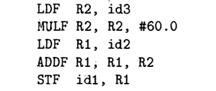 LDF R2, id3
MULF R2, R2, #60.0
LDF R1, id2
ADDF R1, R1, R2
STF id1, R1